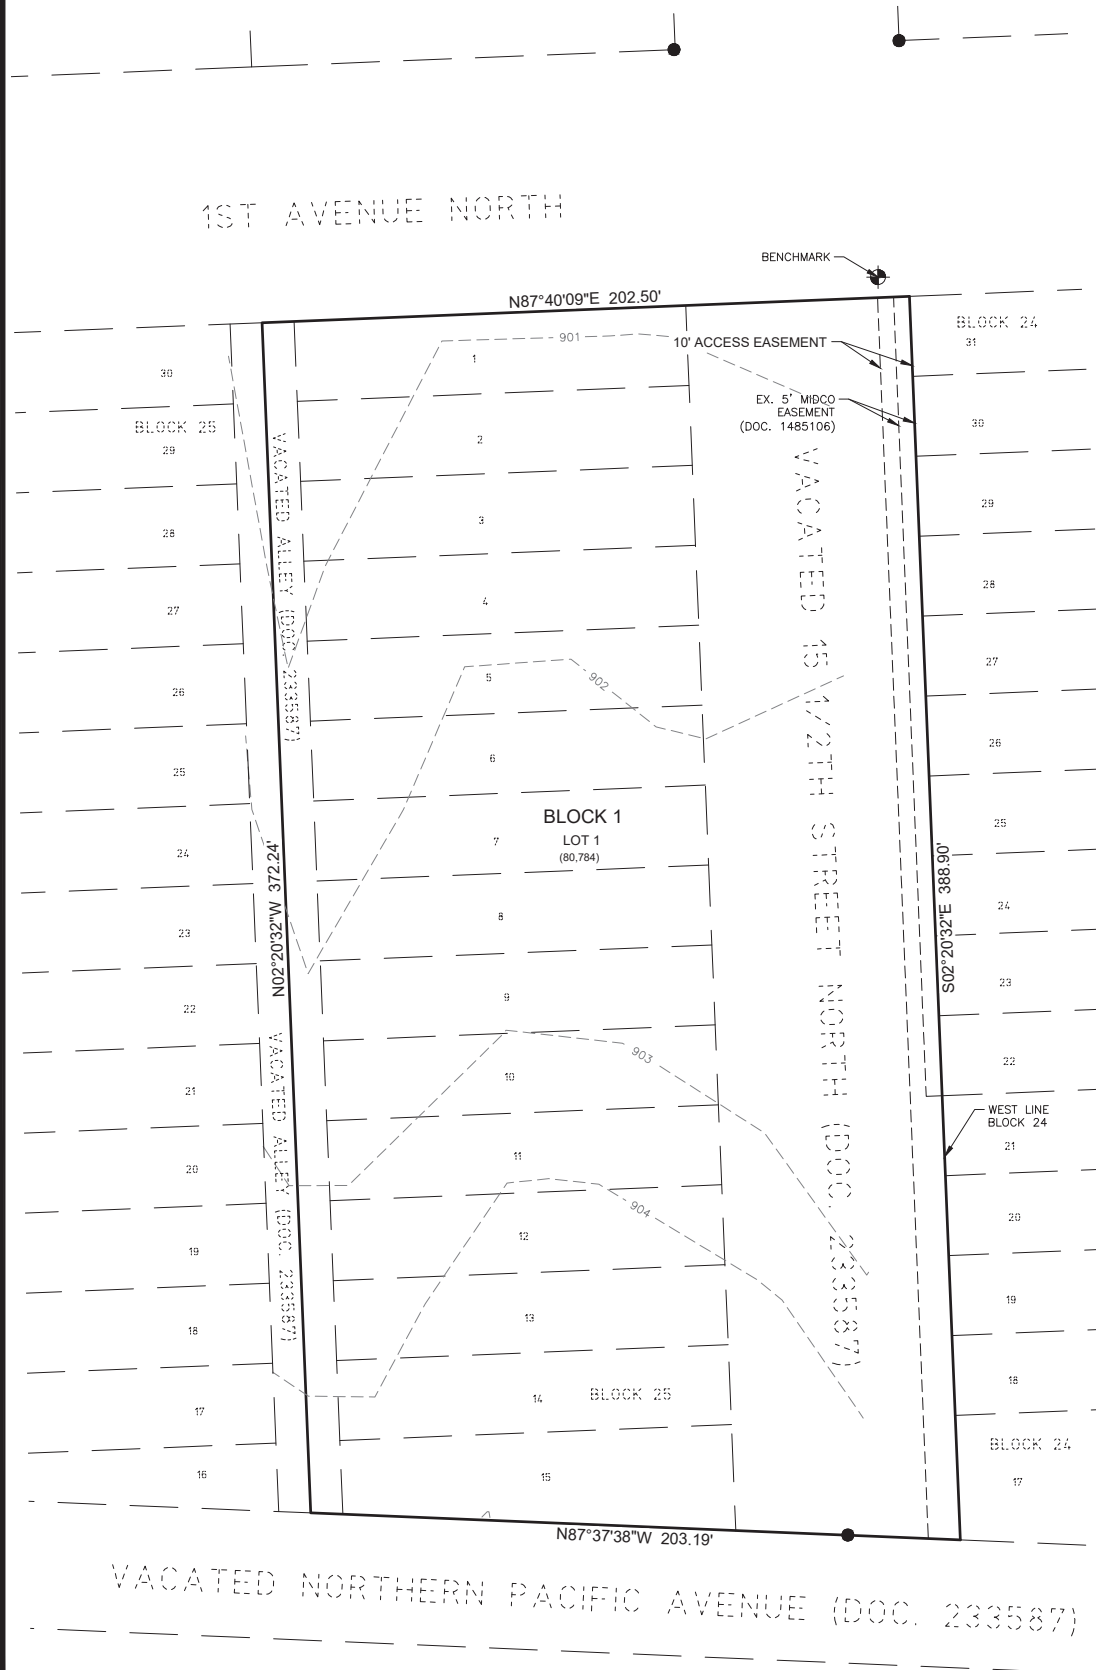 1ST AVENUE NORTH
BENCHMARK
N87°40'09"E 202.50'
BLOCK 24
31
901
10' ACCESS EASEMENT
1
30
EX. 5' MIDCO
EASEMENT
(DOC. 1485106)
30
BLOCK 25
29
2
VACATED ALLEY (DOC. 233587)
VACATED 15 1/2TH STREET NORTH (DOC. 233587)
29
3
28
28
4
27
27
5
902
26
26
6
25
BLOCK 1
LOT 1
(80,784)
25
7
24
N02°20'32"W 372.24'
S02°20'32"E 388.90'
24
8
23
23
9
22
VACATED ALLEY (DOC. 233587)
903
22
10
21
WEST LINE
BLOCK 24
21
11
20
904
20
12
19
19
13
18
18
14
BLOCK 25
17
BLOCK 24
17
15
16
N87°37'38"W 203.19'
VACATED NORTHERN PACIFIC AVENUE (DOC. 233587)